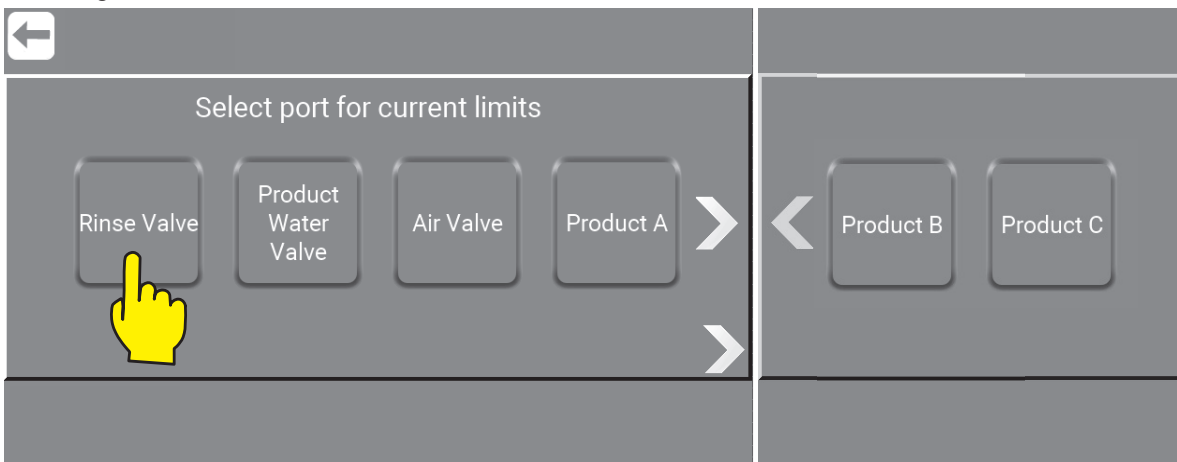 Select port for current limits
Rinse Valve
Product
Water
Valve
Air Valve
Product A
Product B
Product C